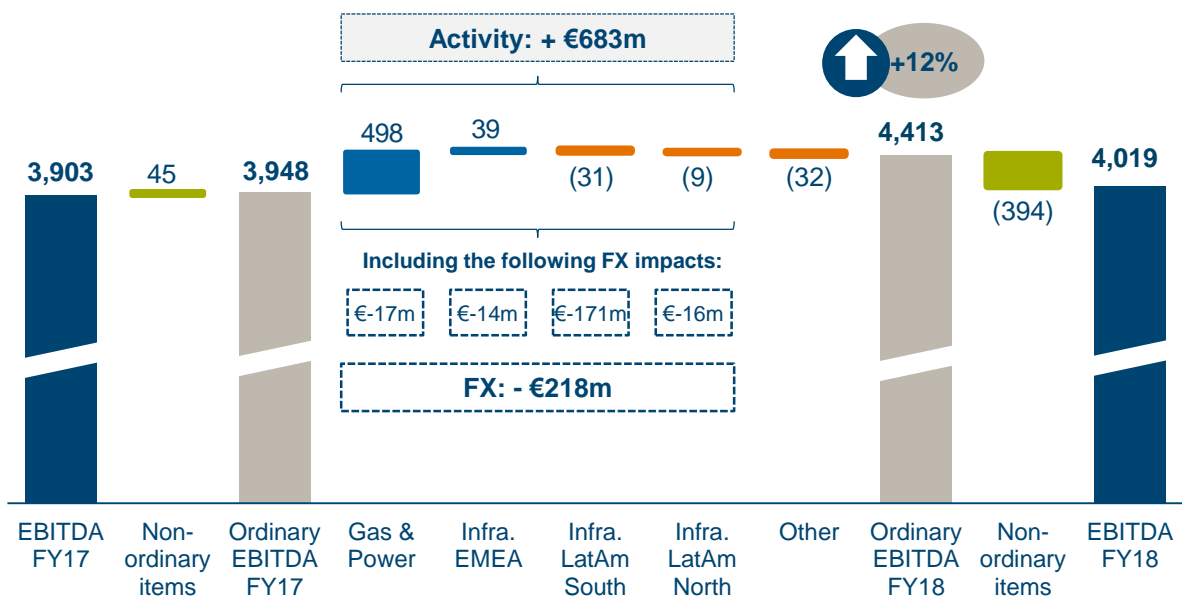 Activity: + €683m
+12%
3,903
45
3,948
498
39
(31)
(9)
(32)
4,413
(394)
4,019
Including the following FX impacts:
€-17m
€-14m
€-171m
€-16m
FX: - €218m
EBITDA
FY17
Non-
ordinary
items
Ordinary
EBITDA
FY17
Gas &
Power
Infra.
EMEA
Infra.
LatAm
South
Infra.
LatAm
North
Other
Ordinary
EBITDA
FY18
Non-
ordinary
items
EBITDA
FY18